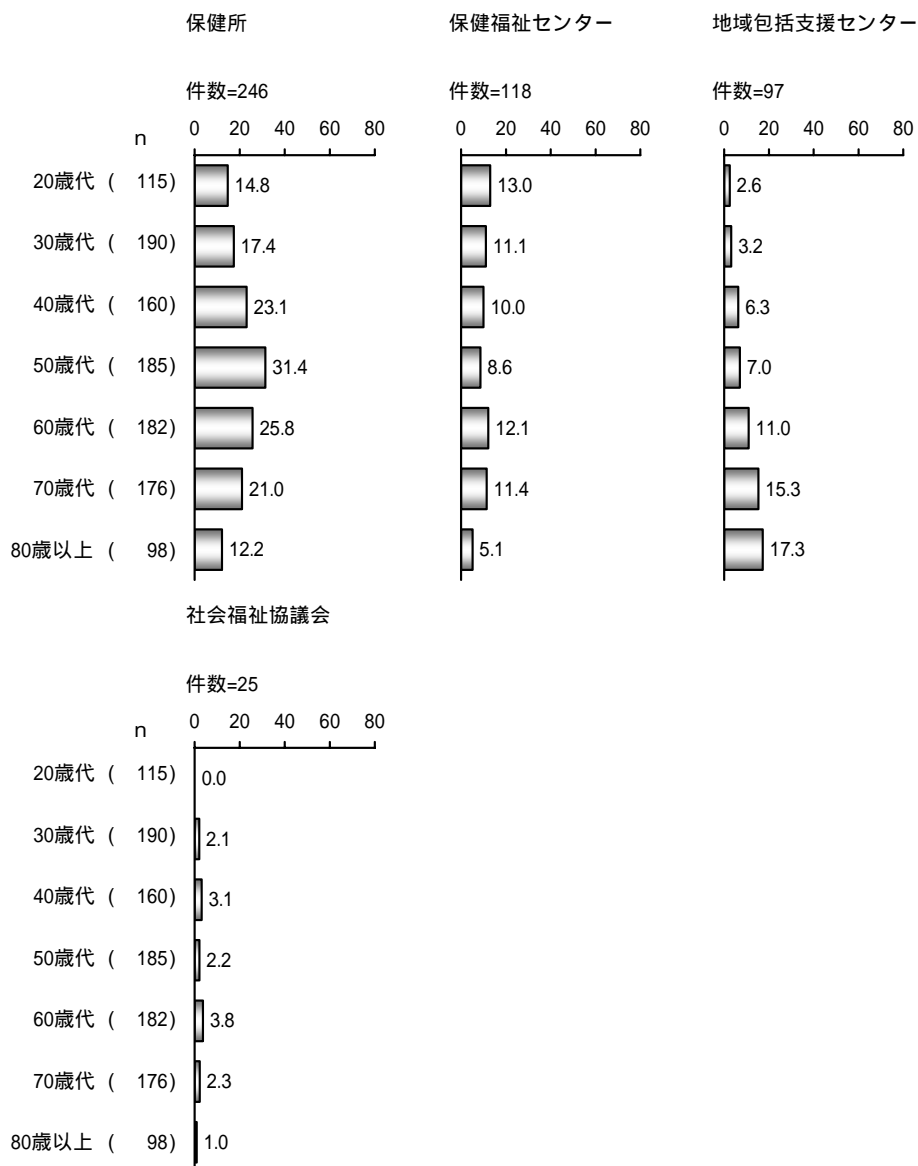 保健所 保健福祉センター 地域包括支援センター
件数=246 件数=118 件数=97
n 0 20 40 60 80 0 20 40 60 80 0 20 40 60 80
20歳代 ( 115) 14.8 13.0 2.6
30歳代 ( 190) 17.4 11.1 3.2
40歳代 ( 160) 23.1 10.0 6.3
50歳代 ( 185) 31.4 8.6 7.0
60歳代 ( 182) 25.8 12.1 11.0
70歳代 ( 176) 21.0 11.4 15.3
80歳以上 ( 98) 12.2 5.1 17.3
社会福祉協議会
件数=25
n 0 20 40 60 80
20歳代 ( 115) 0.0
30歳代 ( 190) 2.1
40歳代 ( 160) 3.1
50歳代 ( 185) 2.2
60歳代 ( 182) 3.8
70歳代 ( 176) 2.3
80歳以上 ( 98) 1.0